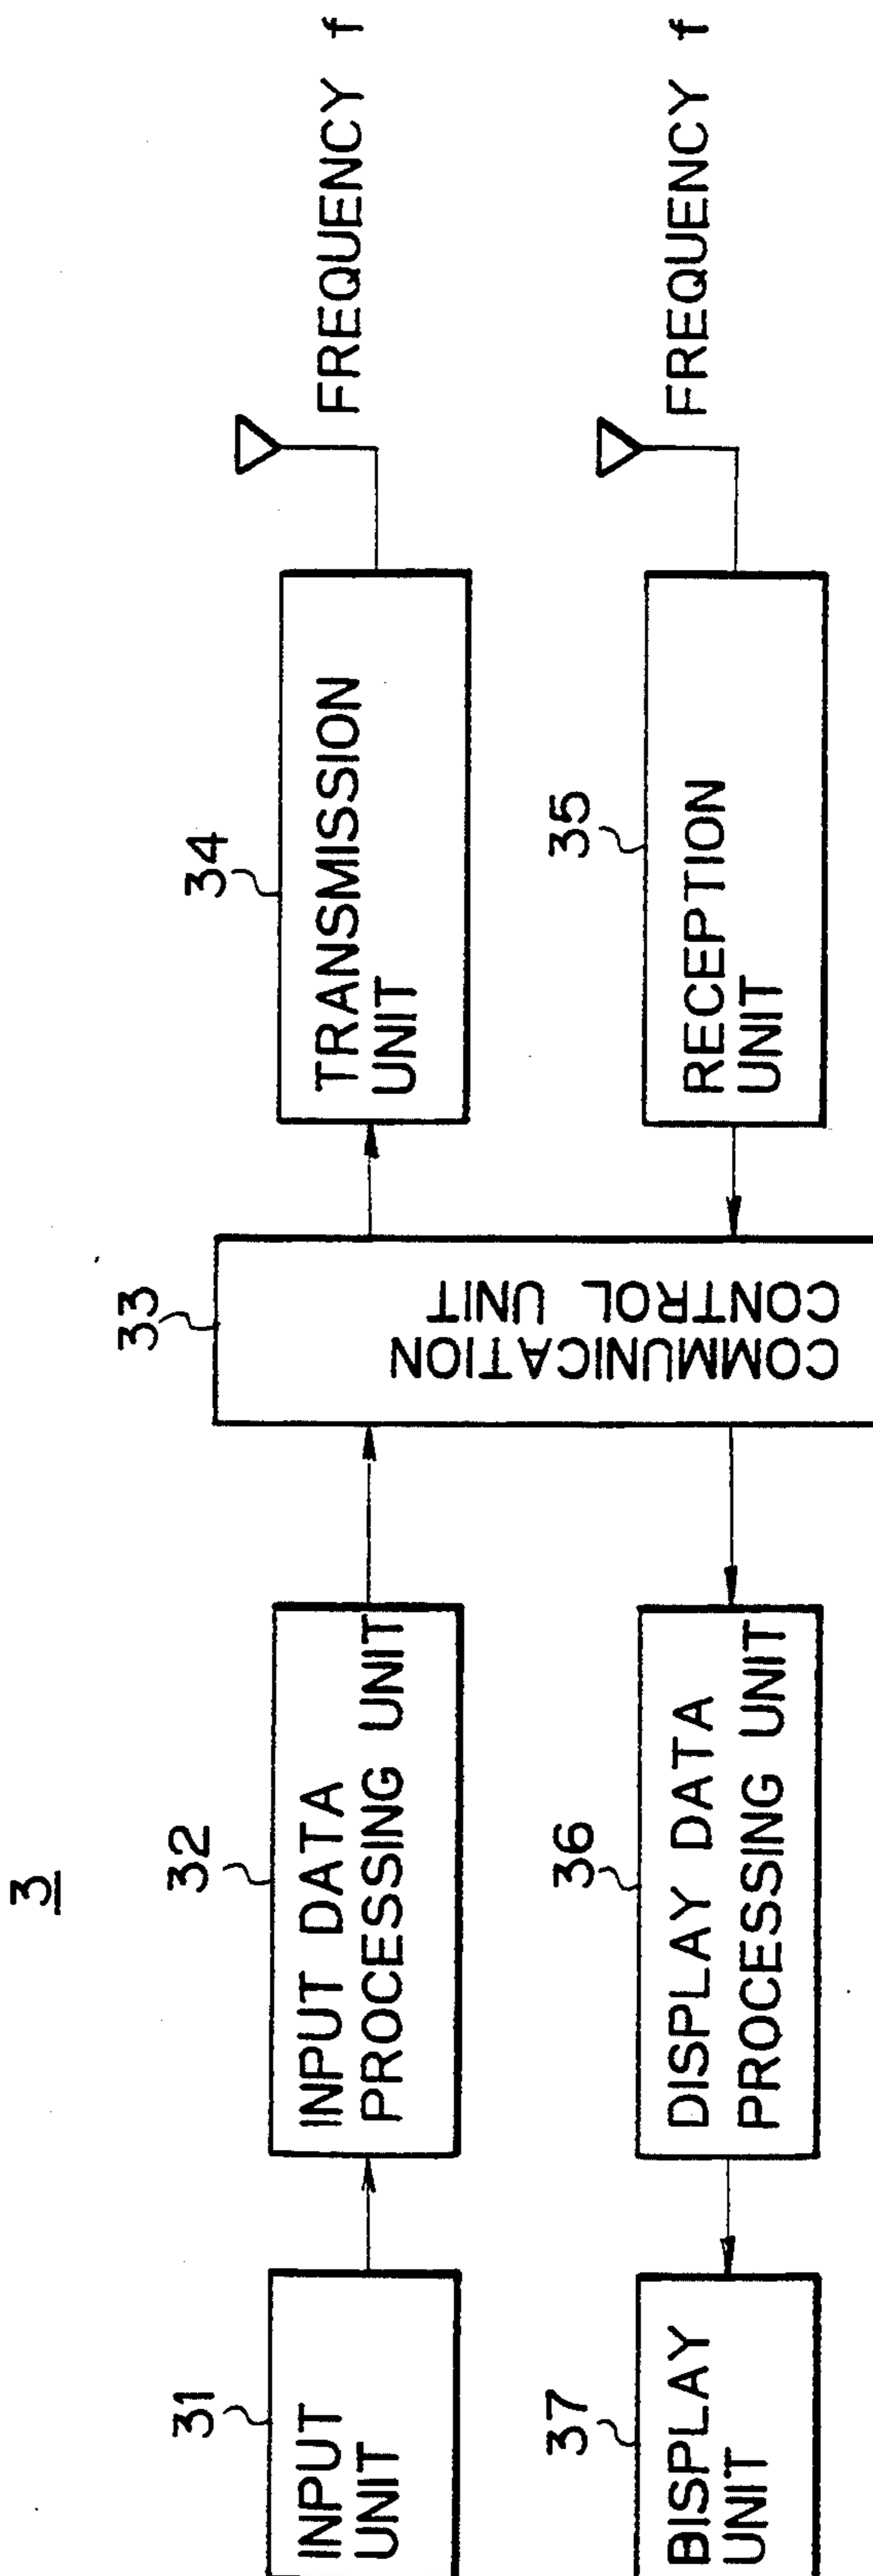 3
31
INPUT
UNIT
32
INPUT DATA
PROCESSING UNIT
33
COMMUNICATION
CONTROL UNIT
34
TRANSMISSION
UNIT
FREQUENCY f
37
BISPLAY
UNIT
36
DISPLAY DATA
PROCESSING UNIT
35
RECEPTION
UNIT
FREQUENCY f